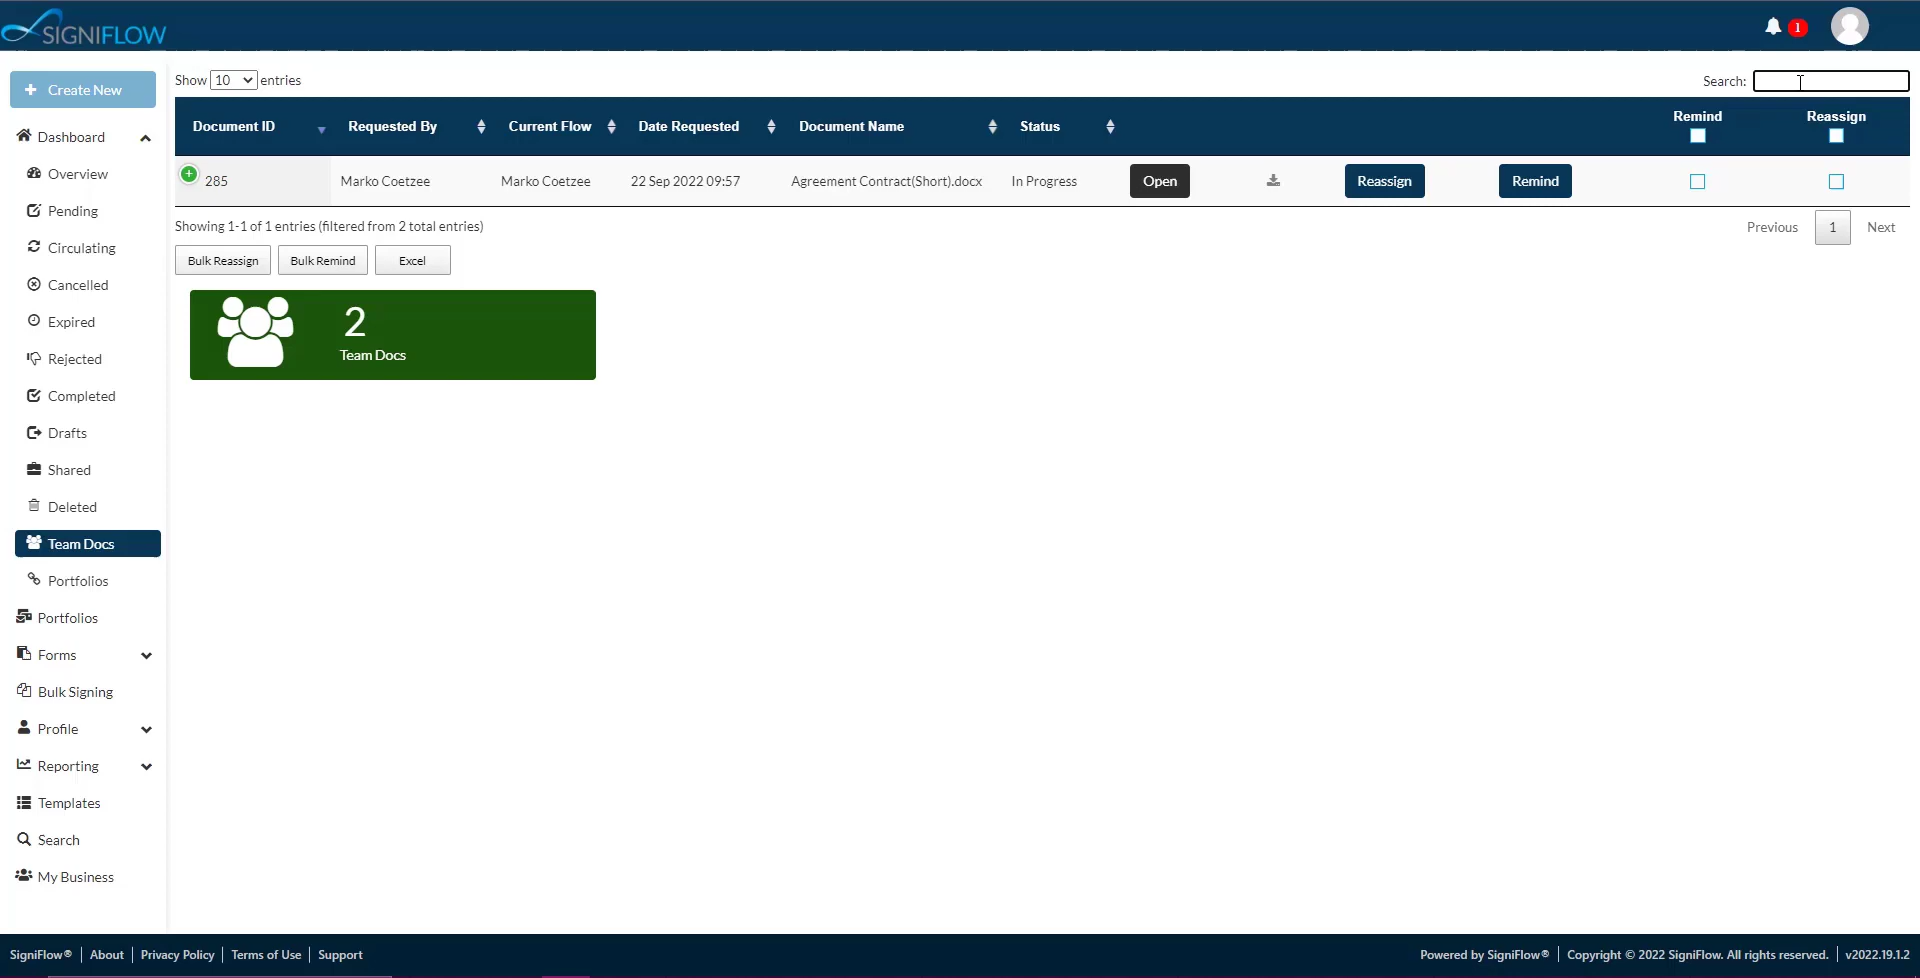 SIGNIFLOW
1
Create New
Dashboard
Overview
Pending
Circulating
Cancelled
Expired
Rejected
Completed
Drafts
Shared
Deleted
Team Docs
Portfolios
Portfolios
Forms
Bulk Signing
Profile
Reporting
Templates
Search
My Business
Show 10 entries
Search:
Document ID Requested By Current Flow Date Requested Document Name Status Remind Reassign
285 Marko Coetzee Marko Coetzee 22 Sep 2022 09:57 Agreement Contract(Short).docx In Progress Open Reassign Remind
Showing 1-1 of 1 entries (filtered from 2 total entries)
Previous 1 Next
Bulk Reassign Bulk Remind Excel
2
Team Docs
SigniFlow® | About | Privacy Policy | Terms of Use | Support
Powered by SigniFlow® | Copyright © 2022 SigniFlow. All rights reserved. | v2022.19.1.2